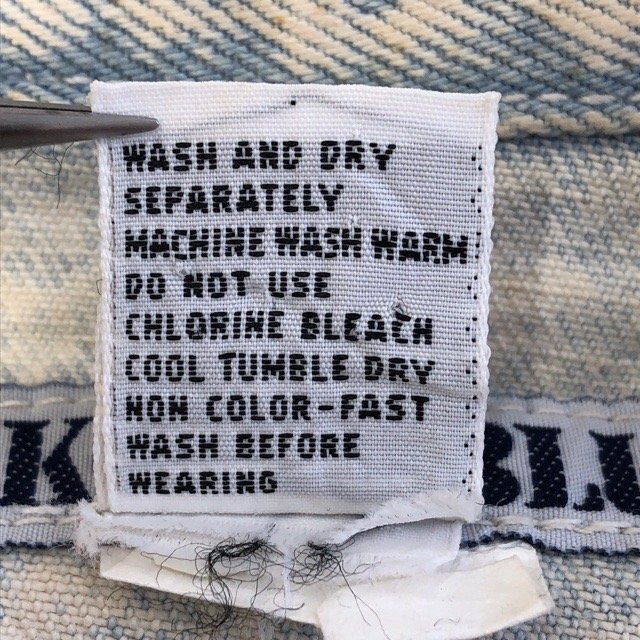 WASH AND DRY
SEPARATELY
MACHINE WASH WARM
DO NOT USE
CHLORINE BLEACH
COOL TUMBLE DRY
NON COLOR-FAST
WASH BEFORE
WEARING